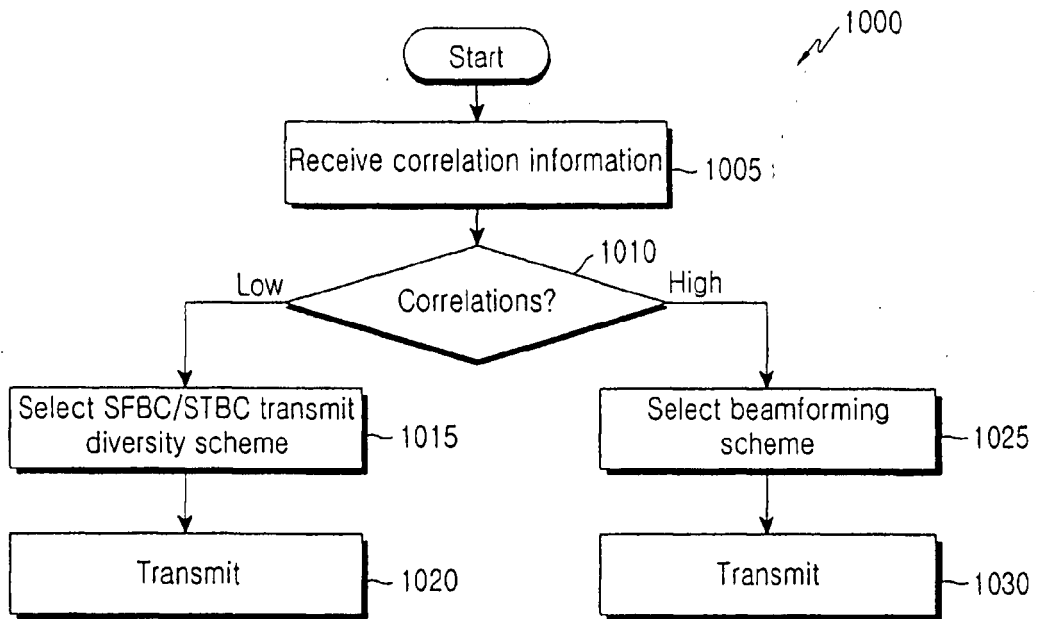 1000
Start
Receive correlation information
1005
1010
Low
Correlations?
High
Select SFBC/STBC transmit
diversity scheme
1015
Select beamforming
scheme
1025
Transmit
1020
Transmit
1030